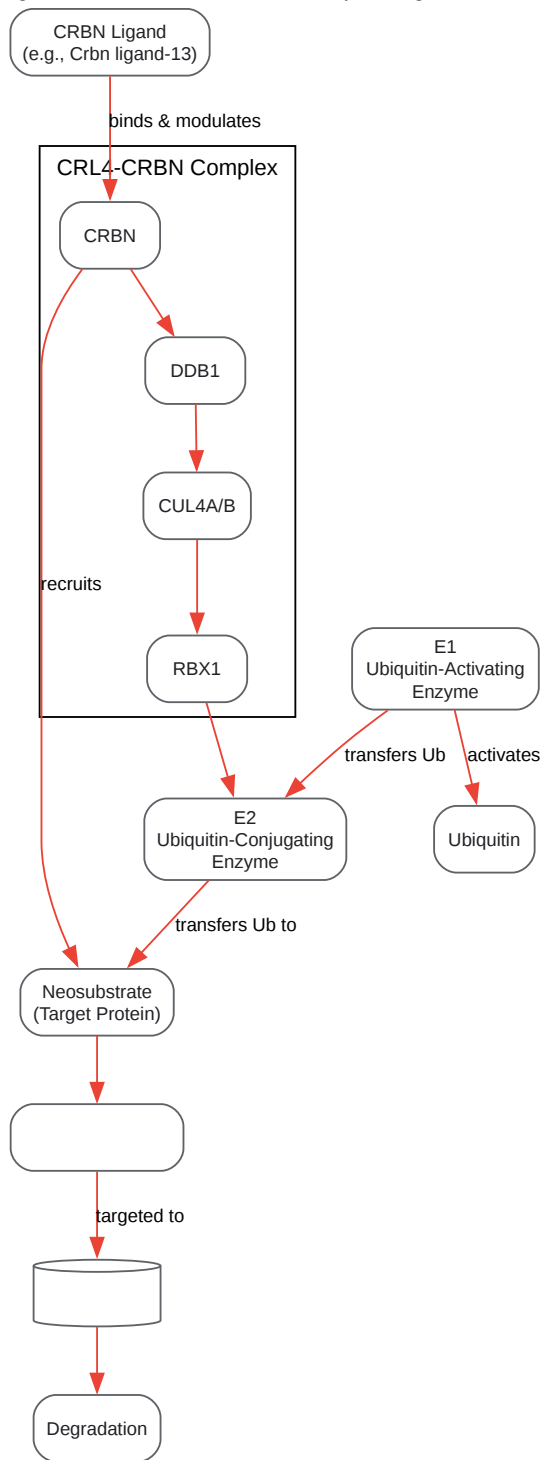 CRBN Ligand
(e.g., Crbn ligand-13)
binds & modulates
CRL4-CRBN Complex
CRBN
DDB1
CUL4A/B
recruits
RBX1
E1
Ubiquitin-Activating
Enzyme
transfers Ub
activates
E2
Ubiquitin-Conjugating
Enzyme
Ubiquitin
transfers Ub to
Neosubstrate
(Target Protein)
targeted to
Degradation